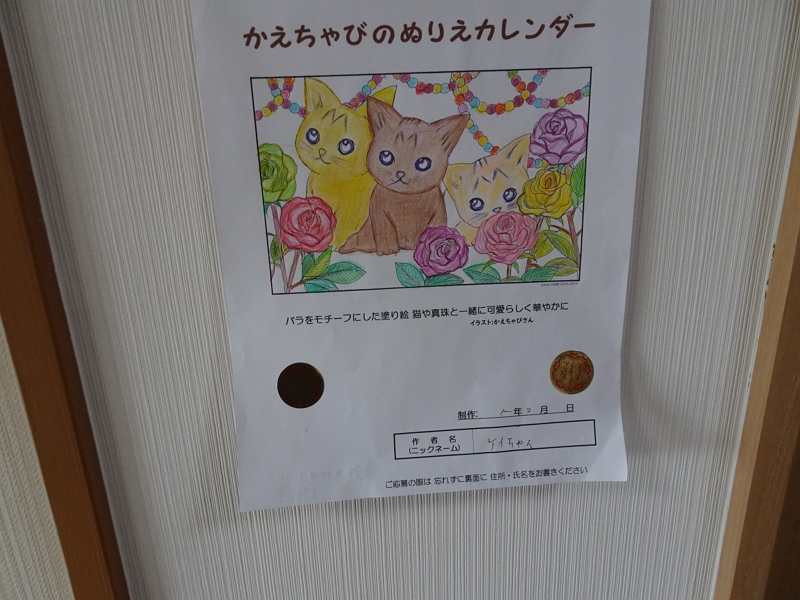 かえちゃびのぬりえカレンダー
バラをモチーフにした塗り絵 猫や真珠と一緒に可愛らしく華やかに
イラスト:かえちゃびさん
制作: 年 2 月 日
作者名
(ニックネーム)
ケイちゃん
ご応募の際は 忘れずに裏面に 住所・氏名をお書きください